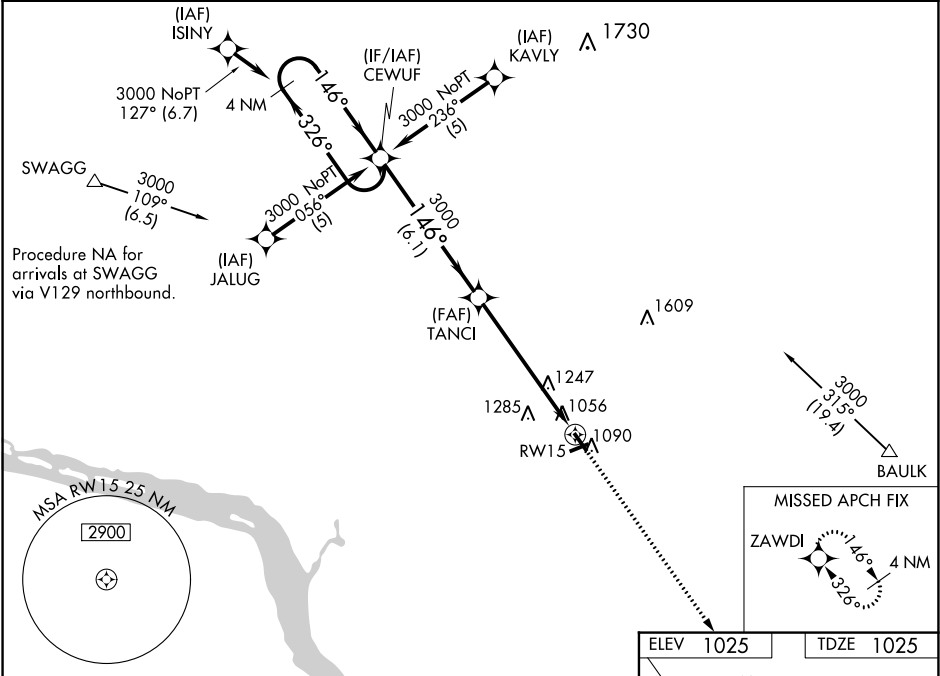 (IAF)
ISINY
3000 NoPT
127° (6.7)
4 NM
146°
326°
(IF/IAF)
CEWUF
(IAF)
KAVLY
1730
3000 NoPT
236°
(5)
SWAGG
3000
109°
(6.5)
3000 NoPT
056°
(5)
(IAF)
JALUG
Procedure NA for
arrivals at SWAGG
via V129 northbound.
3000
146°
(6.1)
(FAF)
TANCI
1609
1247
1285
1056
RW15
1090
3000
315°
(19.4)
BAULK
MSA RW15 25 NM
2900
MISSED APCH FIX
ZAWDI
146°
4 NM
326°
ELEV 1025
TDZE 1025